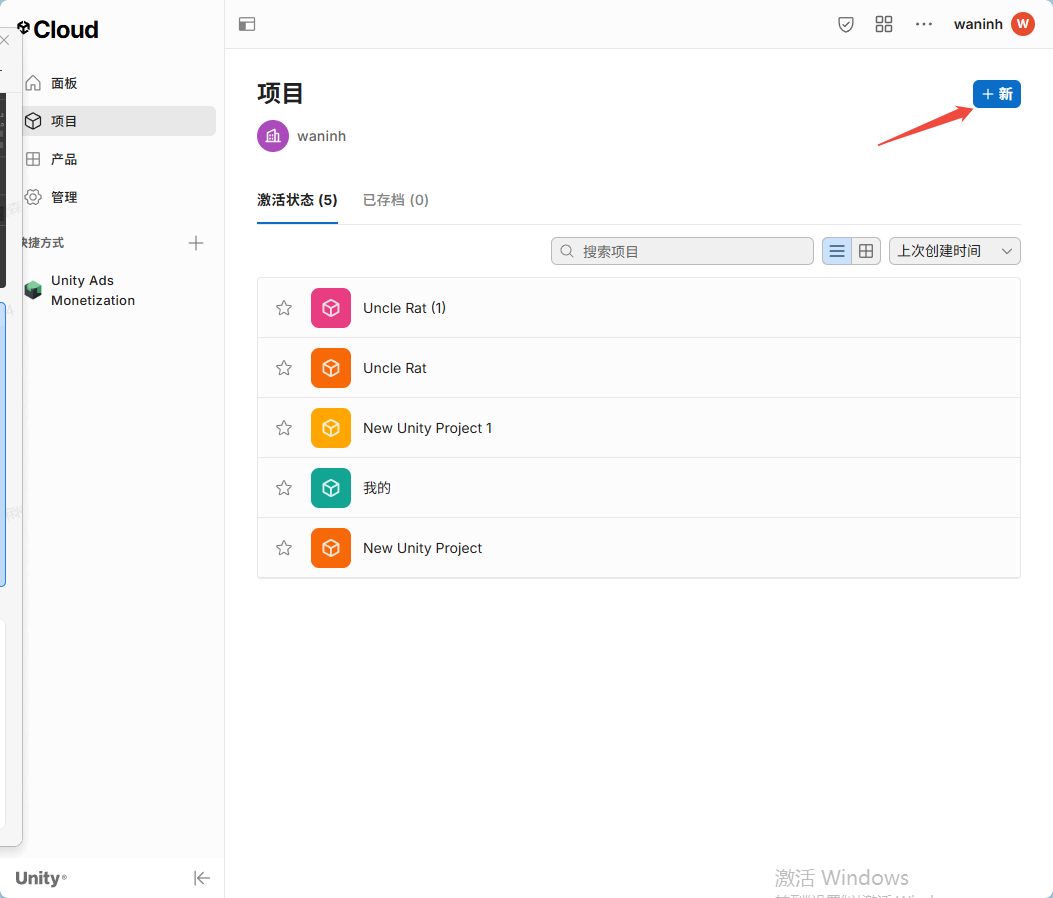 Cloud
waninh
W
面板
项目
产品
管理
快捷方式
Unity Ads
Monetization
项目
+ 新
waninh
激活状态 (5)
已存档 (0)
搜索项目
上次创建时间
Uncle Rat (1)
Uncle Rat
New Unity Project 1
我的
New Unity Project
Unity®
激活 Windows